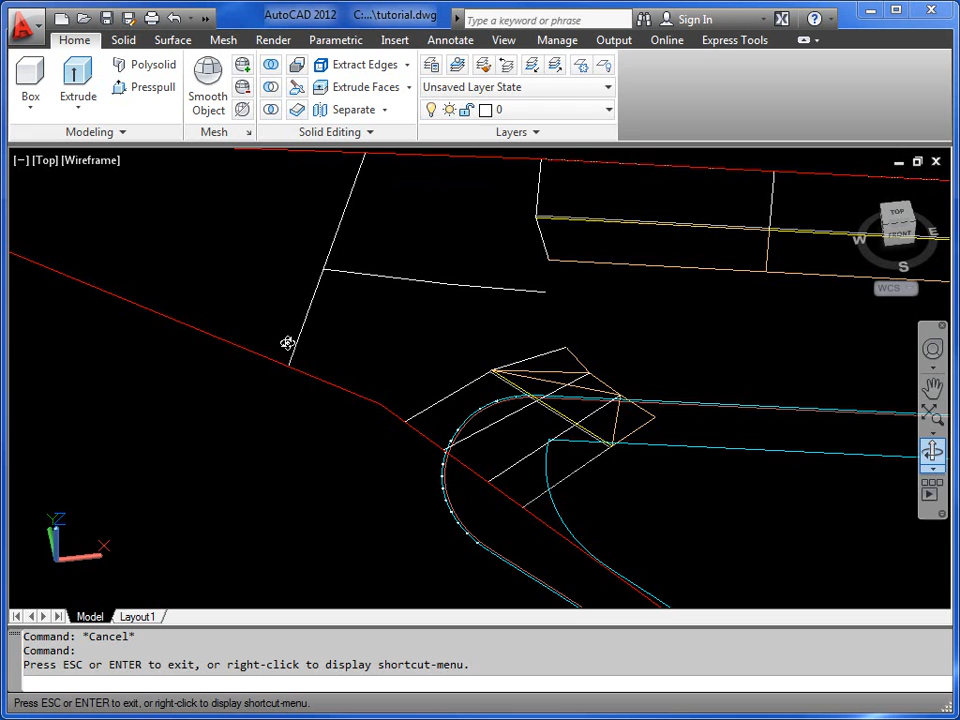 AutoCAD 2012 C:...\tutorial.dwg
Type a keyword or phrase
Sign In
Home Solid Surface Mesh Render Parametric Insert Annotate View Manage Output Online Express Tools
Box
Extrude
Polysolid
Presspull
Smooth
Object
Extract Edges
Extrude Faces
Separate
Unsaved Layer State
0
Modeling
Mesh
Solid Editing
Layers
[−] [Top] [Wireframe]
TOP
FRONT
W
E
S
WCS
Y
Z
X
Model
Layout1
Command: *Cancel*
Command:
Press ESC or ENTER to exit, or right-click to display shortcut-menu.
Press ESC or ENTER to exit, or right-click to display shortcut-menu.